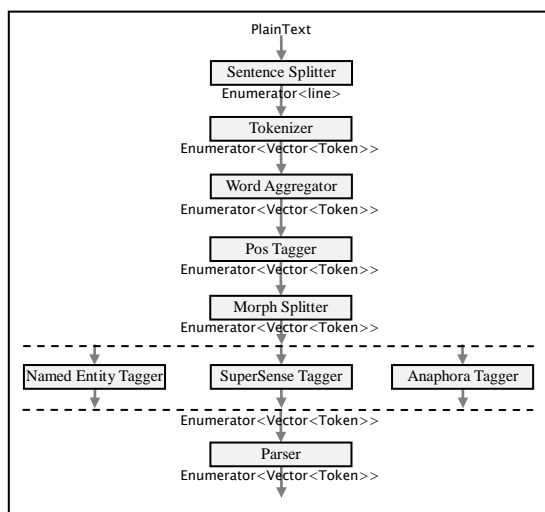 PlainText
Sentence Splitter
Enumerator<line>
Tokenizer
Enumerator<Vector<Token>>
Word Aggregator
Enumerator<Vector<Token>>
Pos Tagger
Enumerator<Vector<Token>>
Morph Splitter
Enumerator<Vector<Token>>
Named Entity Tagger SuperSense Tagger Anaphora Tagger
Enumerator<Vector<Token>>
Parser
Enumerator<Vector<Token>>